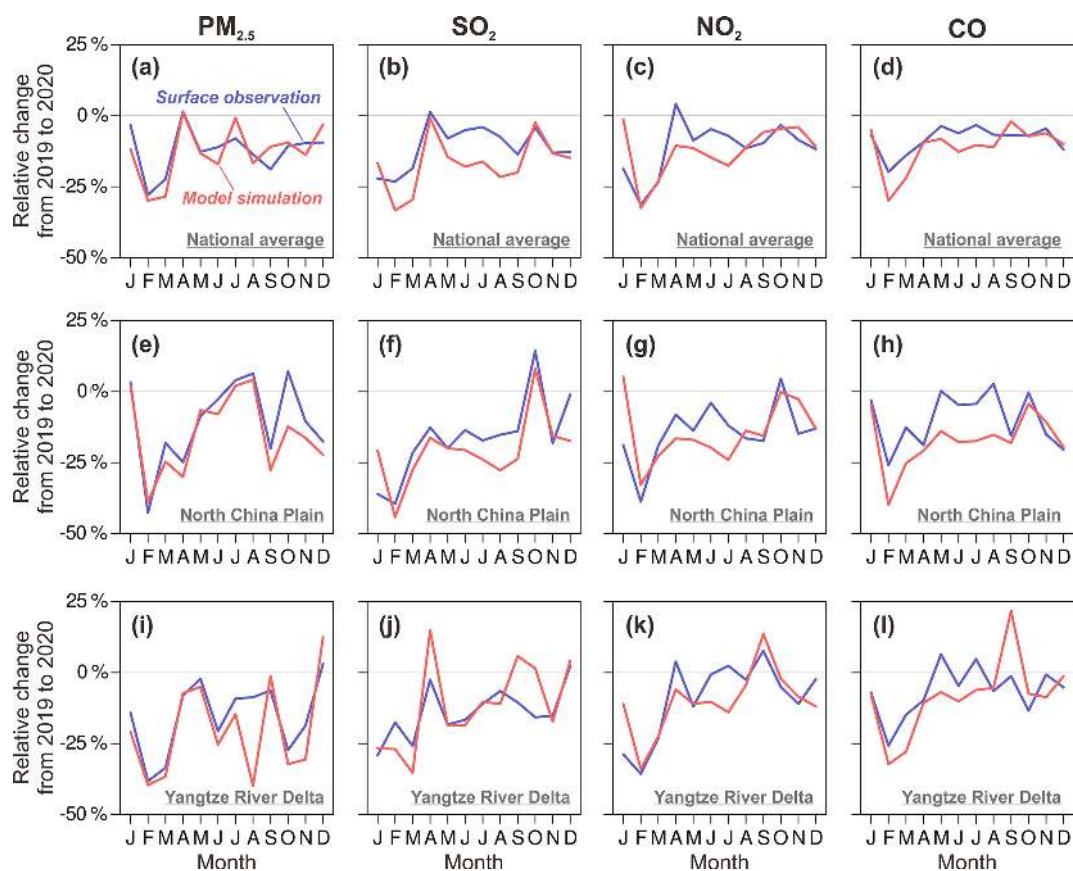 PM2.5 SO2 NO2 CO
Relative change
from 2019 to 2020
25 %
0 %
-25 %
-50 %
(a) (b) (c) (d)
Surface observation
Model simulation
National average National average National average National average
J F M A M J J A S O N D J F M A M J J A S O N D J F M A M J J A S O N D J F M A M J J A S O N D
Relative change
from 2019 to 2020
25 %
0 %
-25 %
-50 %
(e) (f) (g) (h)
North China Plain North China Plain North China Plain North China Plain
J F M A M J J A S O N D J F M A M J J A S O N D J F M A M J J A S O N D J F M A M J J A S O N D
Relative change
from 2019 to 2020
25 %
0 %
-25 %
-50 %
(i) (j) (k) (l)
Yangtze River Delta Yangtze River Delta Yangtze River Delta Yangtze River Delta
J F M A M J J A S O N D J F M A M J J A S O N D J F M A M J J A S O N D J F M A M J J A S O N D
Month Month Month Month